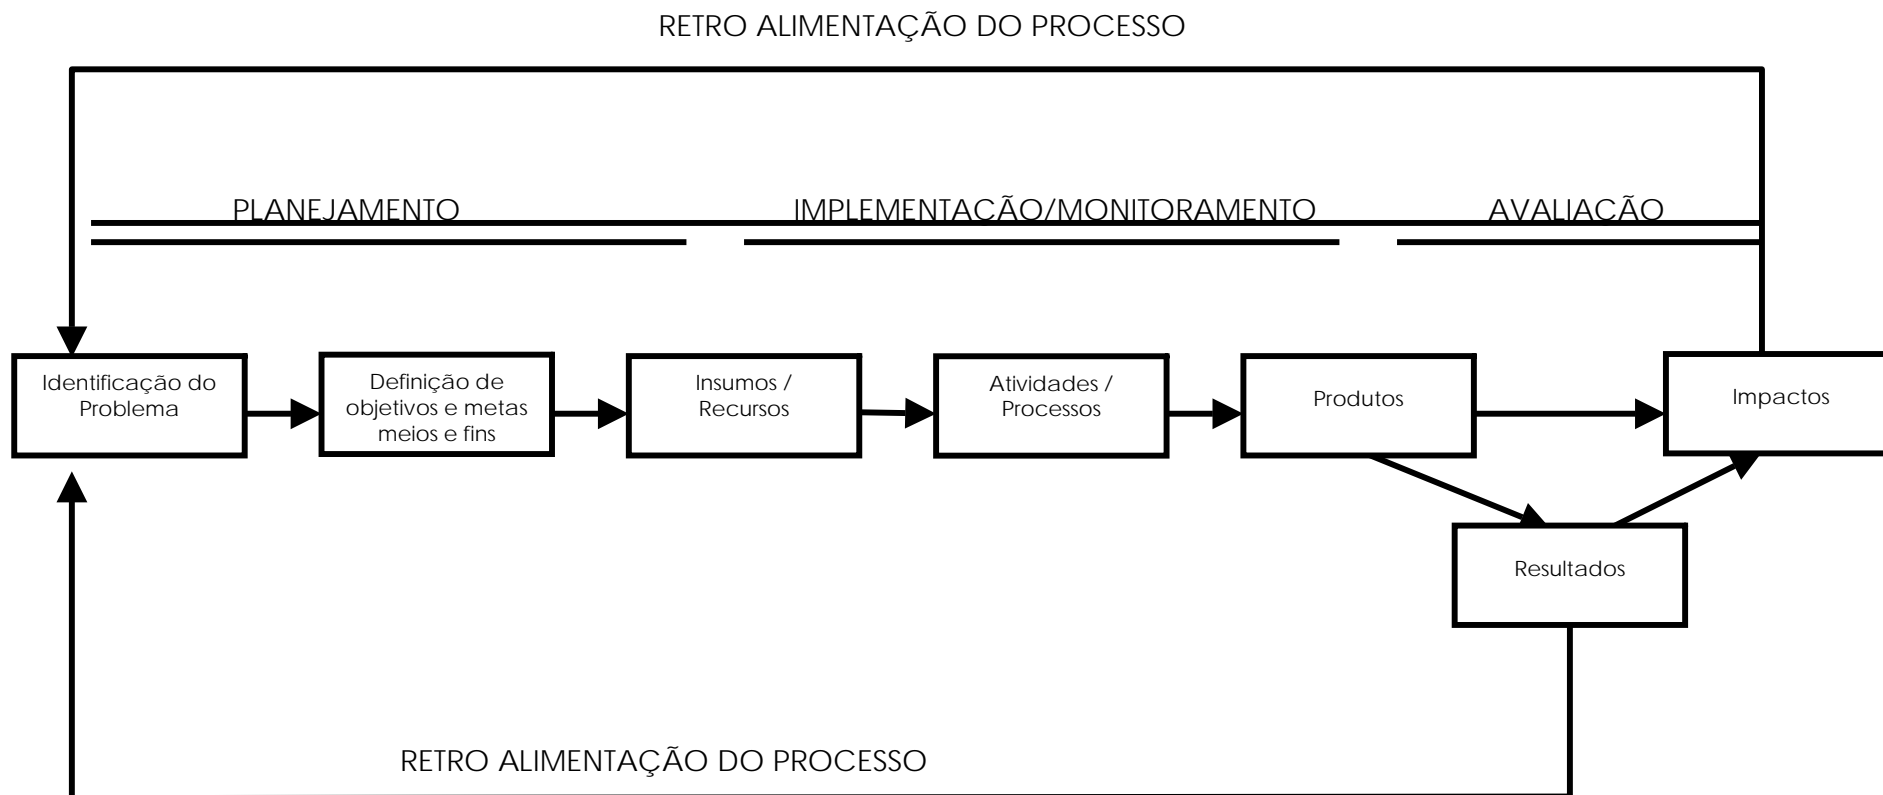 RETRO ALIMENTAÇÃO DO PROCESSO
PLANEJAMENTO
IMPLEMENTAÇÃO/MONITORAMENTO
AVALIAÇÃO
Identificação do
Problema
Definição de
objetivos e metas
meios e fins
Insumos /
Recursos
Atividades /
Processos
Produtos
Impactos
Resultados
RETRO ALIMENTAÇÃO DO PROCESSO